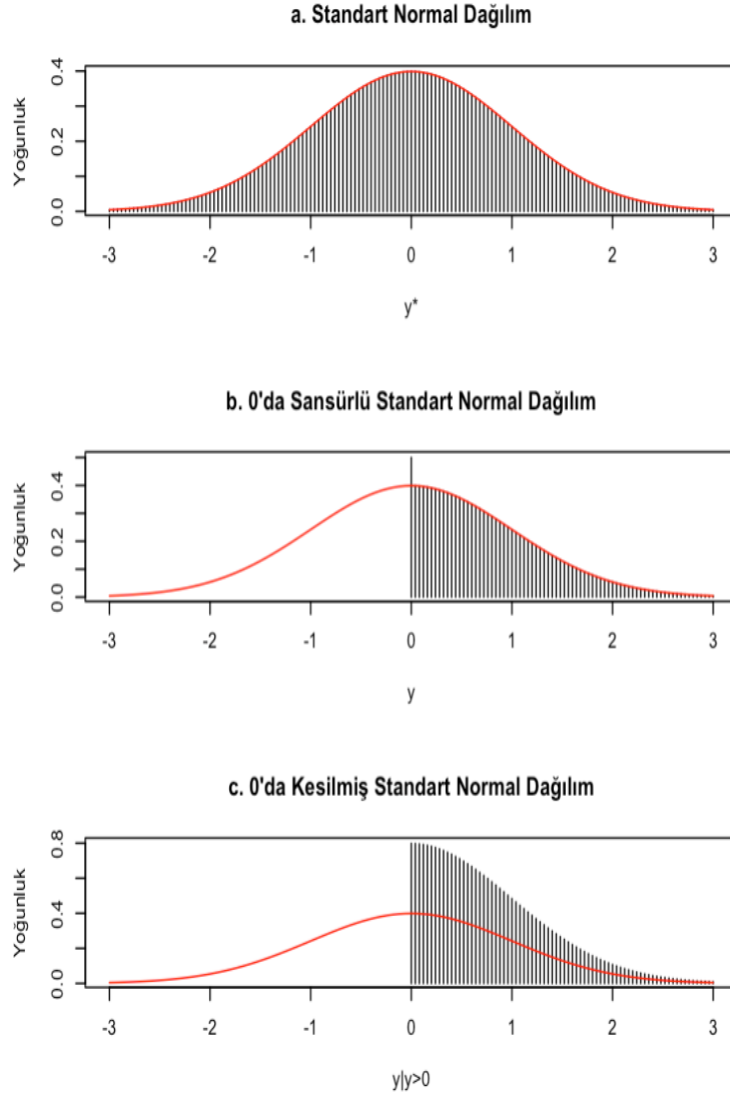 a. Standart Normal Dağılım
Yoğunluk
0.0 0.2 0.4
-3 -2 -1 0 1 2 3
y*
b. 0'da Sansürlü Standart Normal Dağılım
Yoğunluk
0.0 0.2 0.4
-3 -2 -1 0 1 2 3
y
c. 0'da Kesilmiş Standart Normal Dağılım
Yoğunluk
0.0 0.4 0.8
-3 -2 -1 0 1 2 3
y|y>0